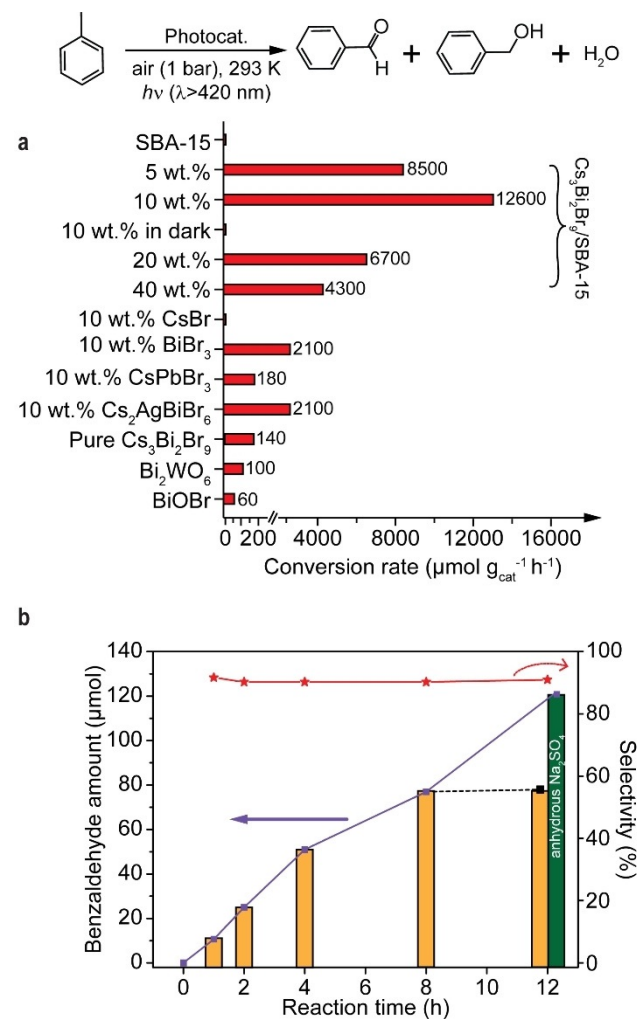 Photocat.
air (1 bar), 293 K
hν (λ>420 nm)
O
H
+
OH
+
H₂O
a
SBA-15
5 wt.%
8500
10 wt.%
12600
10 wt.% in dark
20 wt.%
6700
40 wt.%
4300
Cs₃Bi₂Br₉/SBA-15
10 wt.% CsBr
10 wt.% BiBr₃
2100
10 wt.% CsPbBr₃
180
10 wt.% Cs₂AgBiBr₆
2100
Pure Cs₃Bi₂Br₉
140
Bi₂WO₆
100
BiOBr
60
0 200 4000 8000 12000 16000
Conversion rate (µmol g_cat⁻¹ h⁻¹)
b
Benzaldehyde amount (µmol)
140
120
100
80
60
40
20
0
100
80
60
40
20
0
Selectivity (%)
anhydrous Na₂SO₄
0 2 4 6 8 10 12
Reaction time (h)